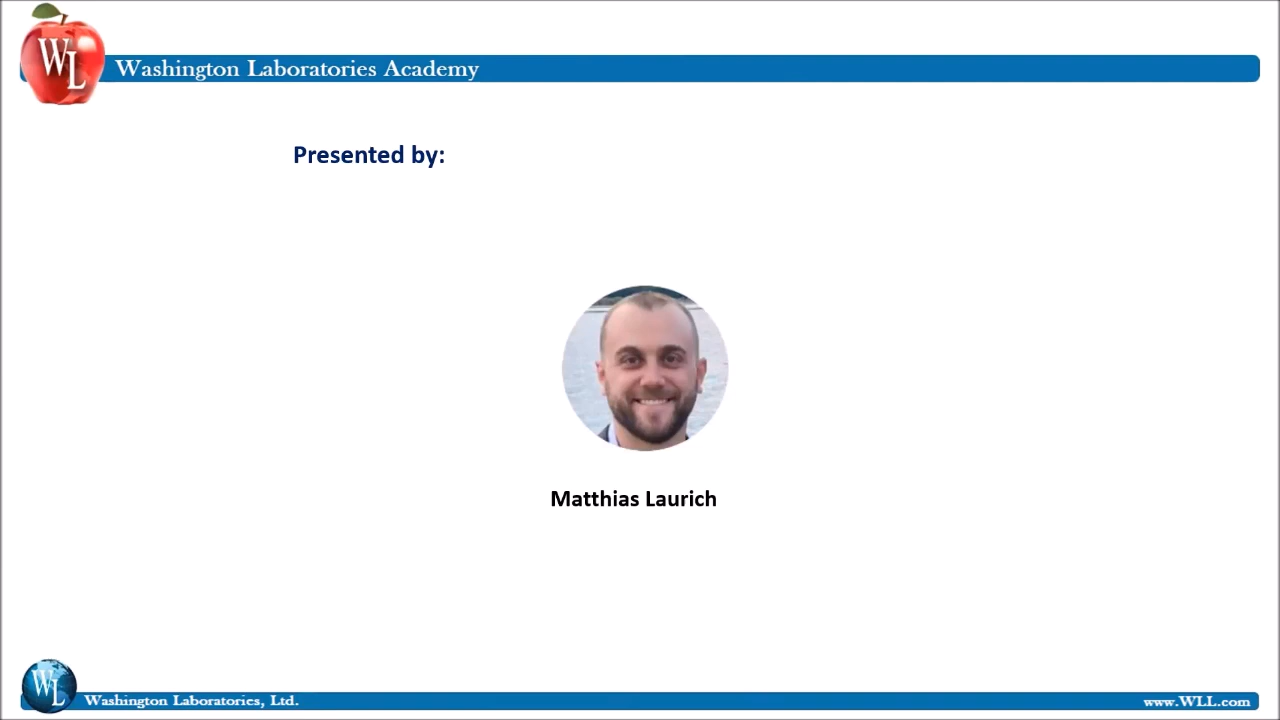 WL
Washington Laboratories Academy
Presented by:
Matthias Laurich
WL
Washington Laboratories, Ltd.
www.WLL.com